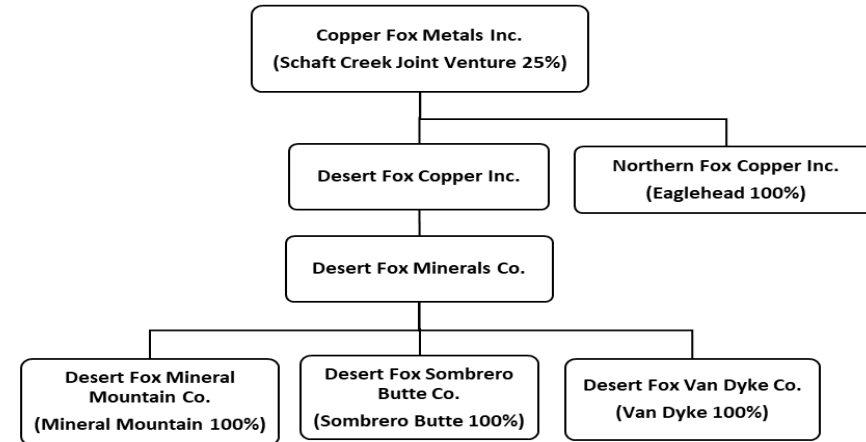 Copper Fox Metals Inc.
(Schaft Creek Joint Venture 25%)
Desert Fox Copper Inc.
Northern Fox Copper Inc.
(Eaglehead 100%)
Desert Fox Minerals Co.
Desert Fox Mineral
Mountain Co.
(Mineral Mountain 100%)
Desert Fox Sombrero
Butte Co.
(Sombrero Butte 100%)
Desert Fox Van Dyke Co.
(Van Dyke 100%)